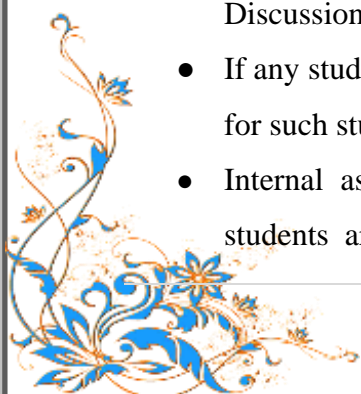 Discussion
● If any stud
for such stu
● Internal as
students a